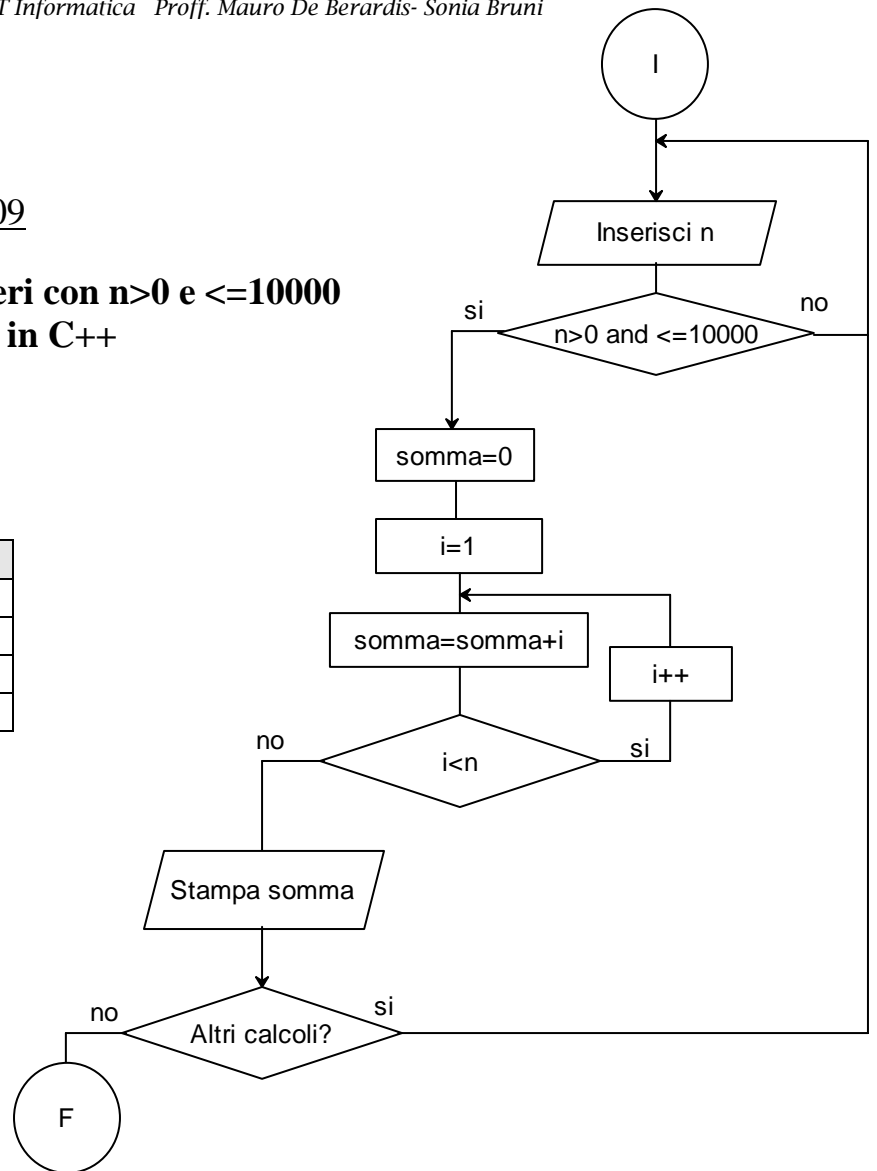 T Informatica Proff. Mauro De Berardis- Sonia Bruni
I
09
Inserisci n
eri con n>0 e <=10000
in C++
si
n>0 and <=10000
no
somma=0
i=1
somma=somma+i
i++
no
i<n
si
Stampa somma
no
Altri calcoli?
si
F